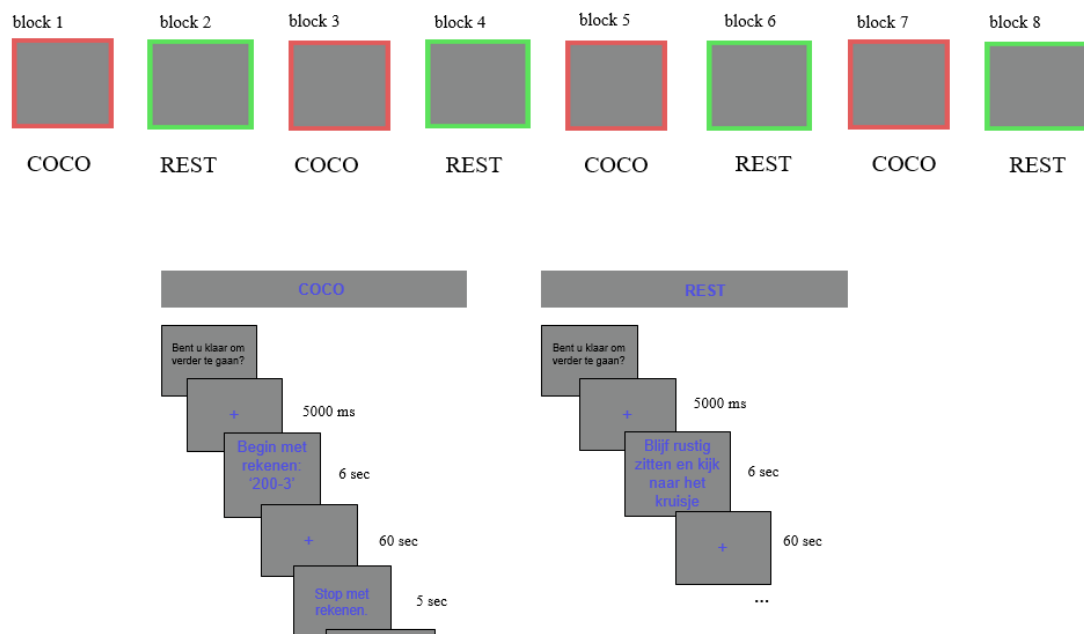 block 1 block 2 block 3 block 4 block 5 block 6 block 7 block 8
COCO REST COCO REST COCO REST COCO REST
COCO
Bent u klaar om
verder te gaan?
+
5000 ms
Begin met
rekenen:
‘200-3’
6 sec
+
60 sec
Stop met
rekenen.
5 sec
REST
Bent u klaar om
verder te gaan?
+
5000 ms
Blijf rustig
zitten en kijk
naar het
kruisje
6 sec
+
60 sec
...